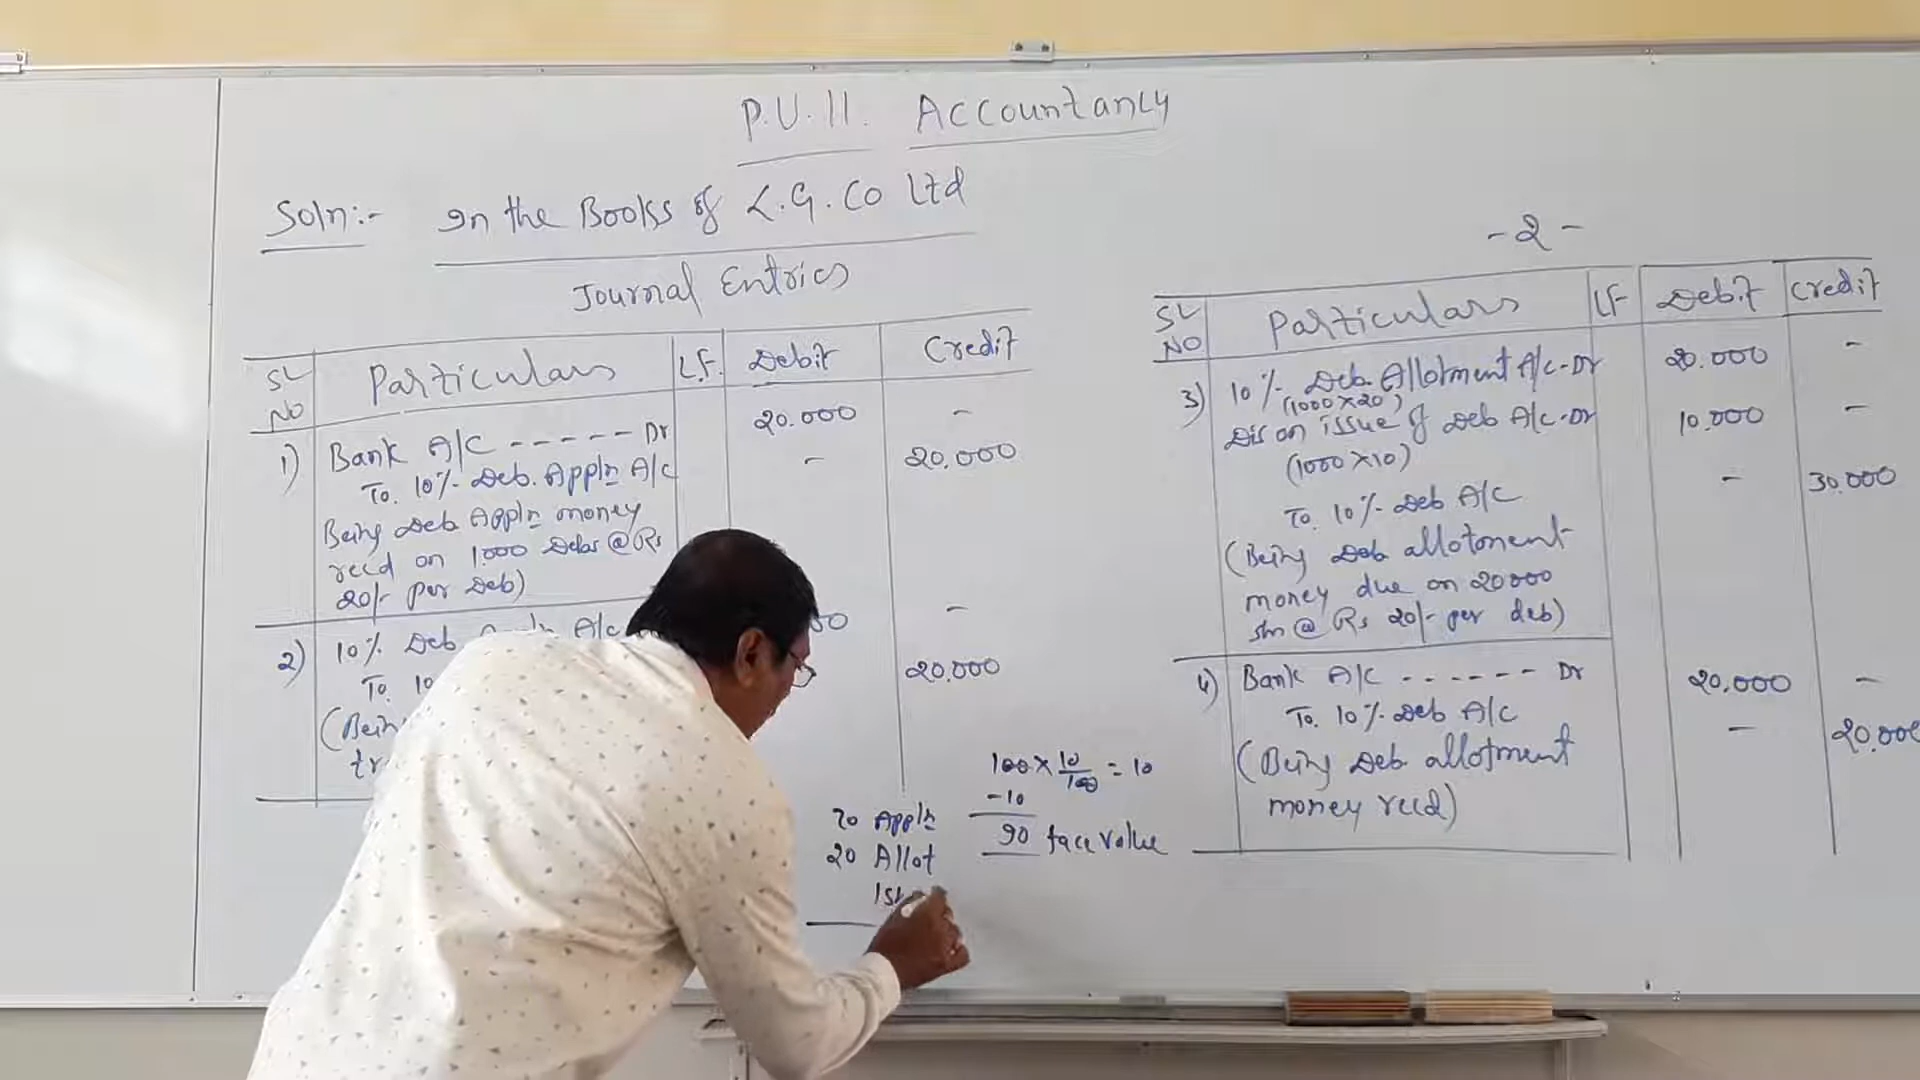 P.U.II. Accountancy
Soln:- In the Books of L.G. Co Ltd
Journal Entries
SL NO Particulars L.F. Debit Credit
1) Bank A/c ------ Dr 20.000 -
To. 10%. Deb. Appln A/c - 20.000
Being Deb Appln money
recd on 1000 Debs @ Rs
20/- per Deb)
2) 10%. Deb A/c -
To. 10 20.000
(Bein
tr
20 Appln
20 Allot
1st
100 × 10/100 = 10
-10
90 face Value
-2-
SL NO Particulars LF Debit Credit
3) 10%. Deb. Allotment A/c-Dr 20.000 -
(1000×20)
Dis on issue of Deb A/c-Dr 10.000 -
(1000×10)
To. 10%. Deb A/c - 30.000
(Being Deb allotment
money due on 20000
sh @ Rs 20/- per deb)
4) Bank A/c ------ Dr 20.000 -
To. 10%. Deb A/c - 20.000
(Being Deb allotment
money recd)